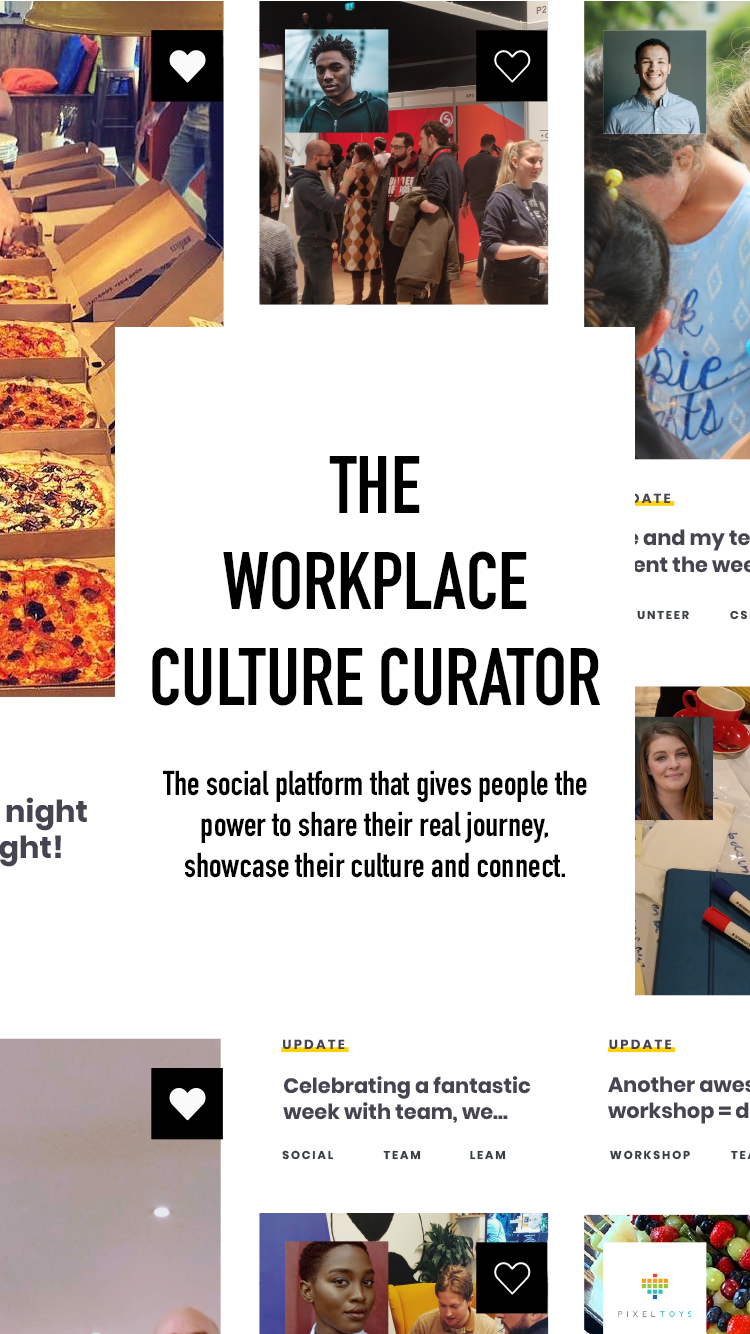 P2
THE
WORKPLACE
CULTURE CURATOR
The social platform that gives people the
power to share their real journey,
showcase their culture and connect.
DATE
e and my te
ent the wee
UNTEER CS
night
ght!
UPDATE
Celebrating a fantastic
week with team, we...
SOCIAL TEAM LEAM
UPDATE
Another awes
workshop = d
WORKSHOP TEA
PIXELTOYS